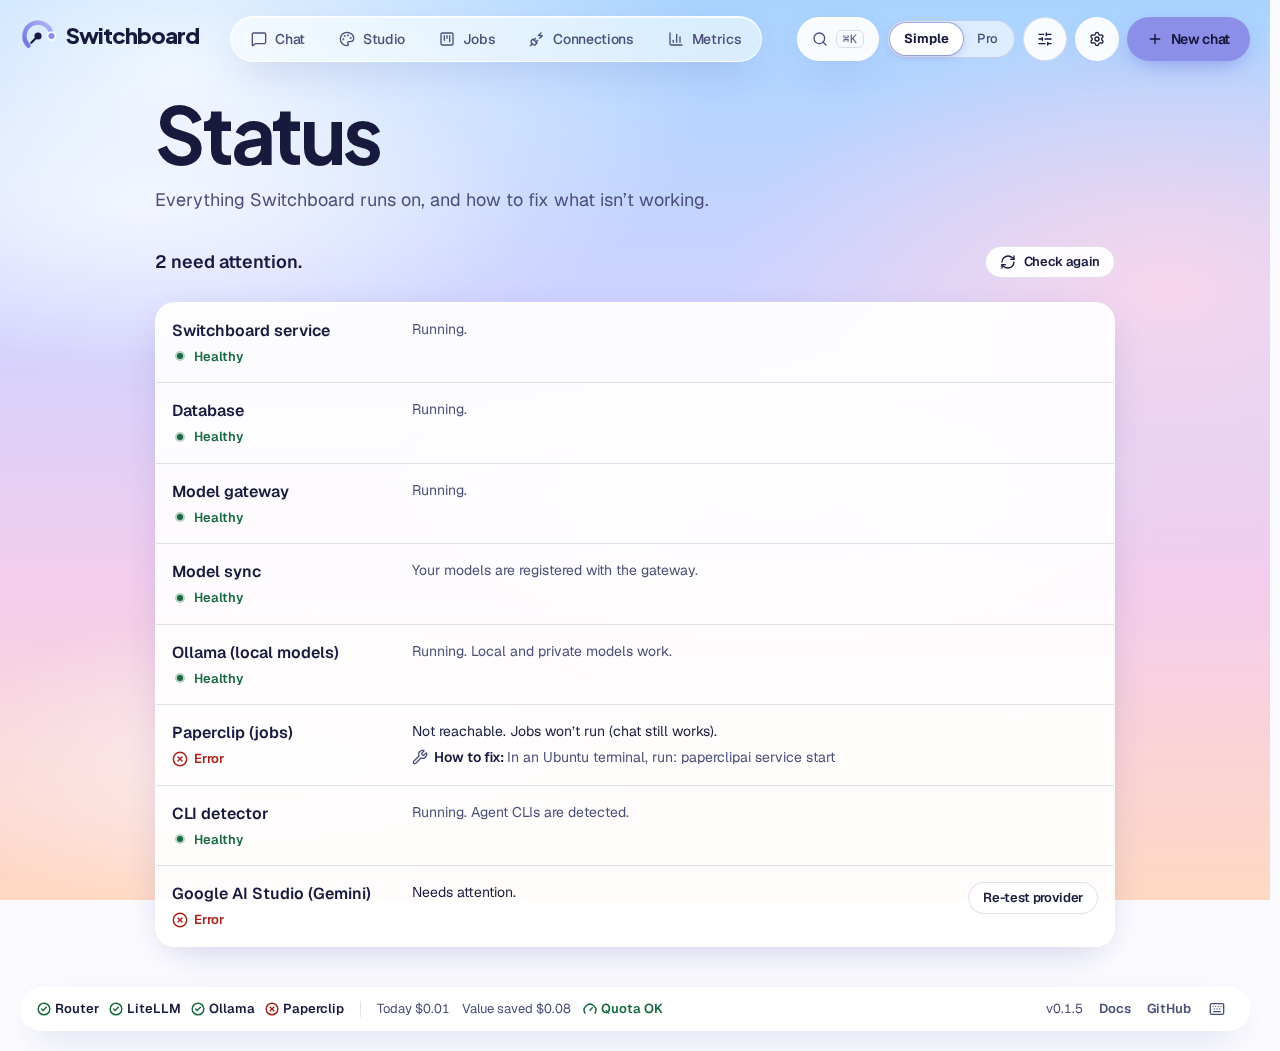 Switchboard
Chat
Studio
Jobs
Connections
Metrics
⌘K
Simple
Pro
New chat
Status
Everything Switchboard runs on, and how to fix what isn’t working.
2 need attention.
Check again
Switchboard service
Running.
Healthy
Database
Running.
Healthy
Model gateway
Running.
Healthy
Model sync
Your models are registered with the gateway.
Healthy
Ollama (local models)
Running. Local and private models work.
Healthy
Paperclip (jobs)
Not reachable. Jobs won’t run (chat still works).
Error
How to fix: In an Ubuntu terminal, run: paperclipai service start
CLI detector
Running. Agent CLIs are detected.
Healthy
Google AI Studio (Gemini)
Needs attention.
Re-test provider
Error
Router
LiteLLM
Ollama
Paperclip
Today $0.01
Value saved $0.08
Quota OK
v0.1.5
Docs
GitHub